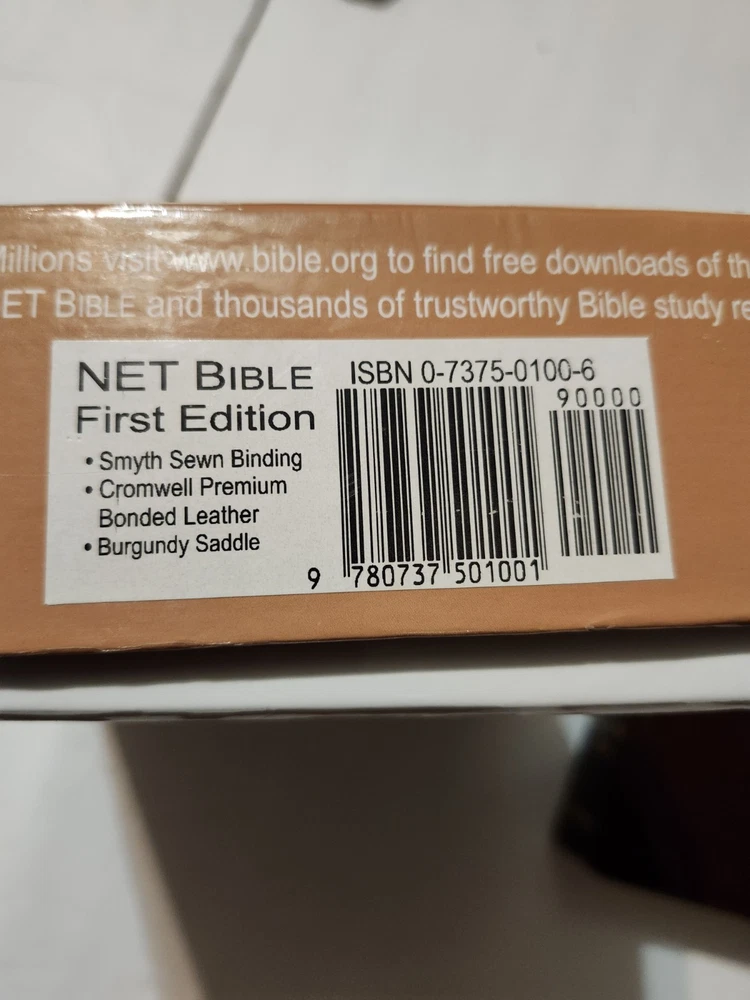 Millions visit www.bible.org to find free downloads of th
ET BIBLE and thousands of trustworthy Bible study re
NET BIBLE
First Edition
• Smyth Sewn Binding
• Cromwell Premium
Bonded Leather
• Burgundy Saddle
ISBN 0-7375-0100-6
90000
9 780737 501001